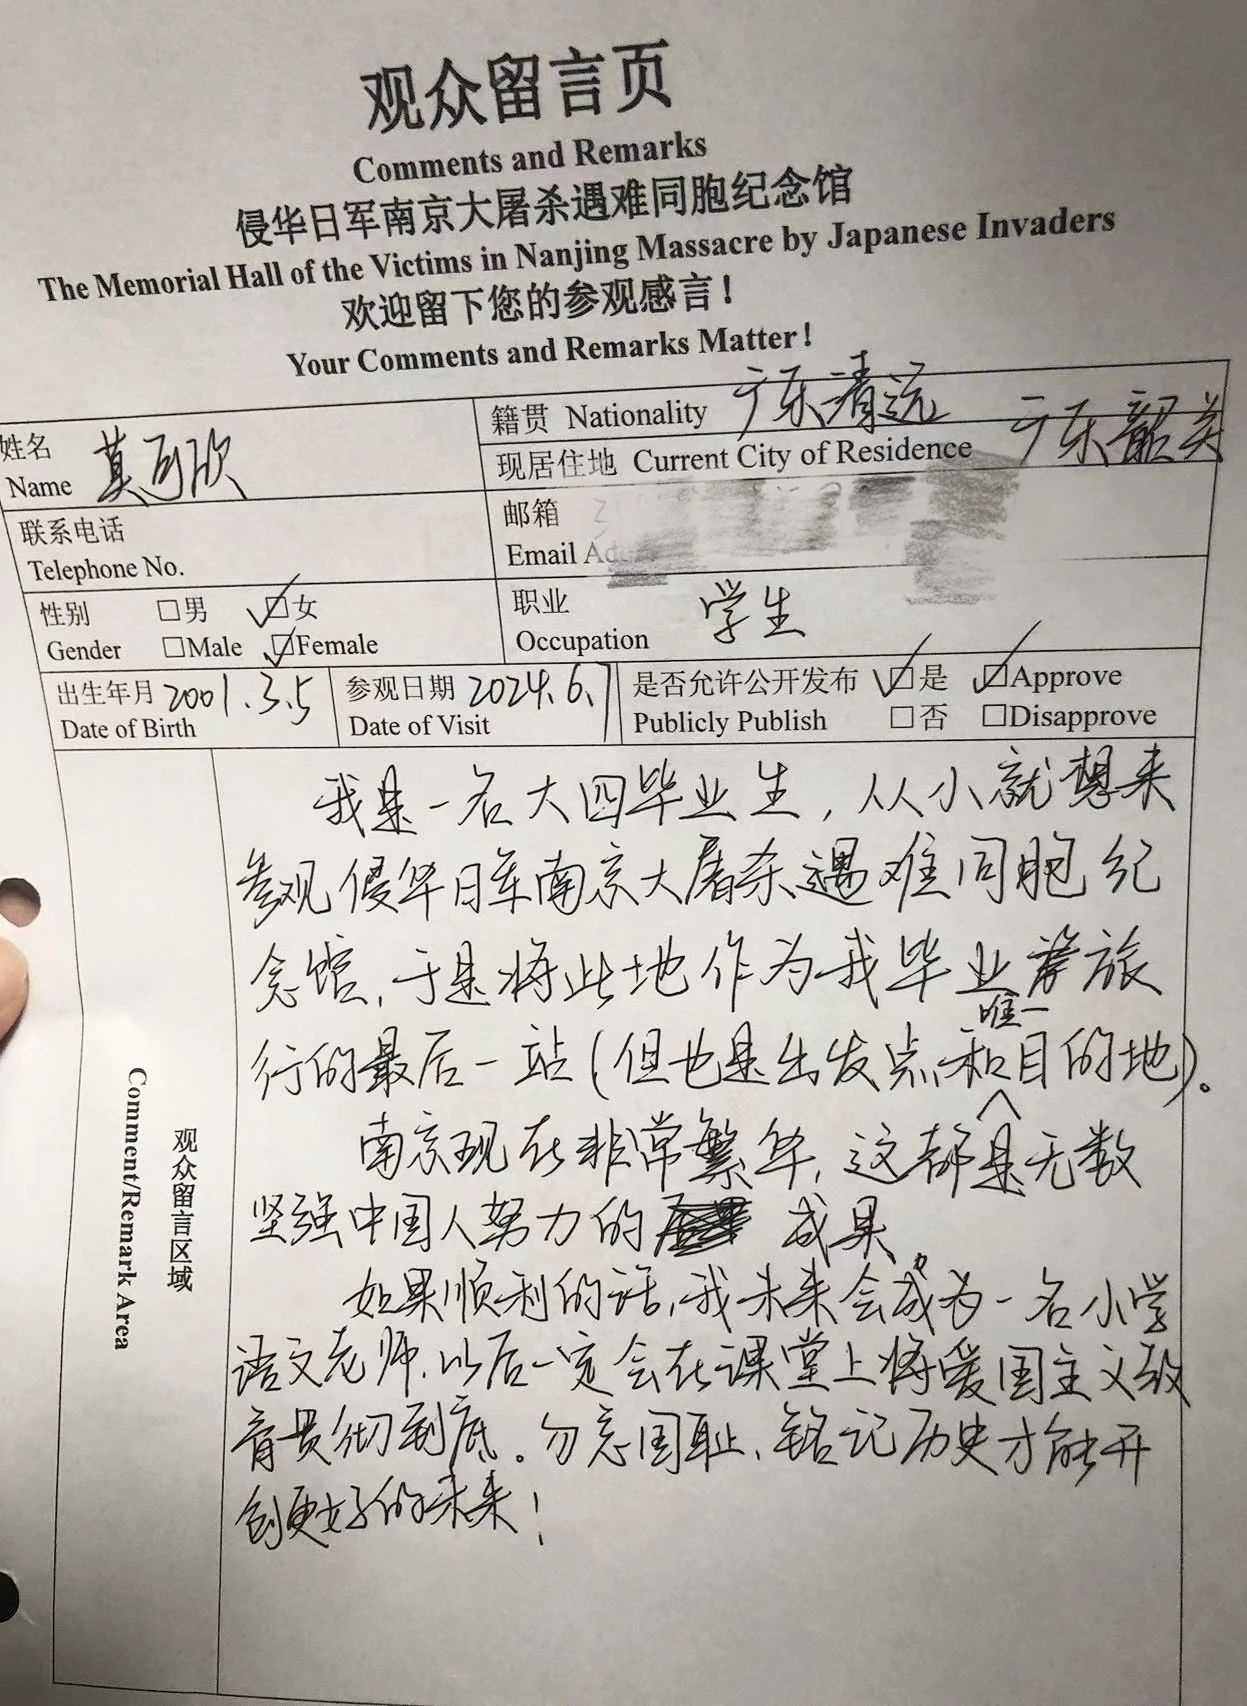 观众留言页
Comments and Remarks
侵华日军南京大屠杀遇难同胞纪念馆
The Memorial Hall of the Victims in Nanjing Massacre by Japanese Invaders
欢迎留下您的参观感言！
Your Comments and Remarks Matter!
姓名 莫可欣
Name
籍贯 Nationality 广东清远
现居住地 Current City of Residence 广东韶关
联系电话
Telephone No.
邮箱
Email
性别 □男 ☑女
Gender □Male ☑Female
职业 学生
Occupation
出生年月 2001.3.5
Date of Birth
参观日期 2024.6.7
Date of Visit
是否允许公开发布 ☑是 ☑Approve
Publicly Publish □否 □Disapprove
观众留言区域
Comment/Remark Area
我是一名大四毕业生，从小就想来
参观侵华日军南京大屠杀遇难同胞纪
念馆，于是将此地作为我毕业旅
行的最后一站（但也是出发点和唯一目的地）。
南京现在非常繁华，这都是无数
坚强中国人努力的成果。
如果顺利的话，我未来会成为一名小学
语文老师，以后一定会在课堂上将爱国主义教
育贯彻到底。勿忘国耻、铭记历史才能开
创更好的未来！